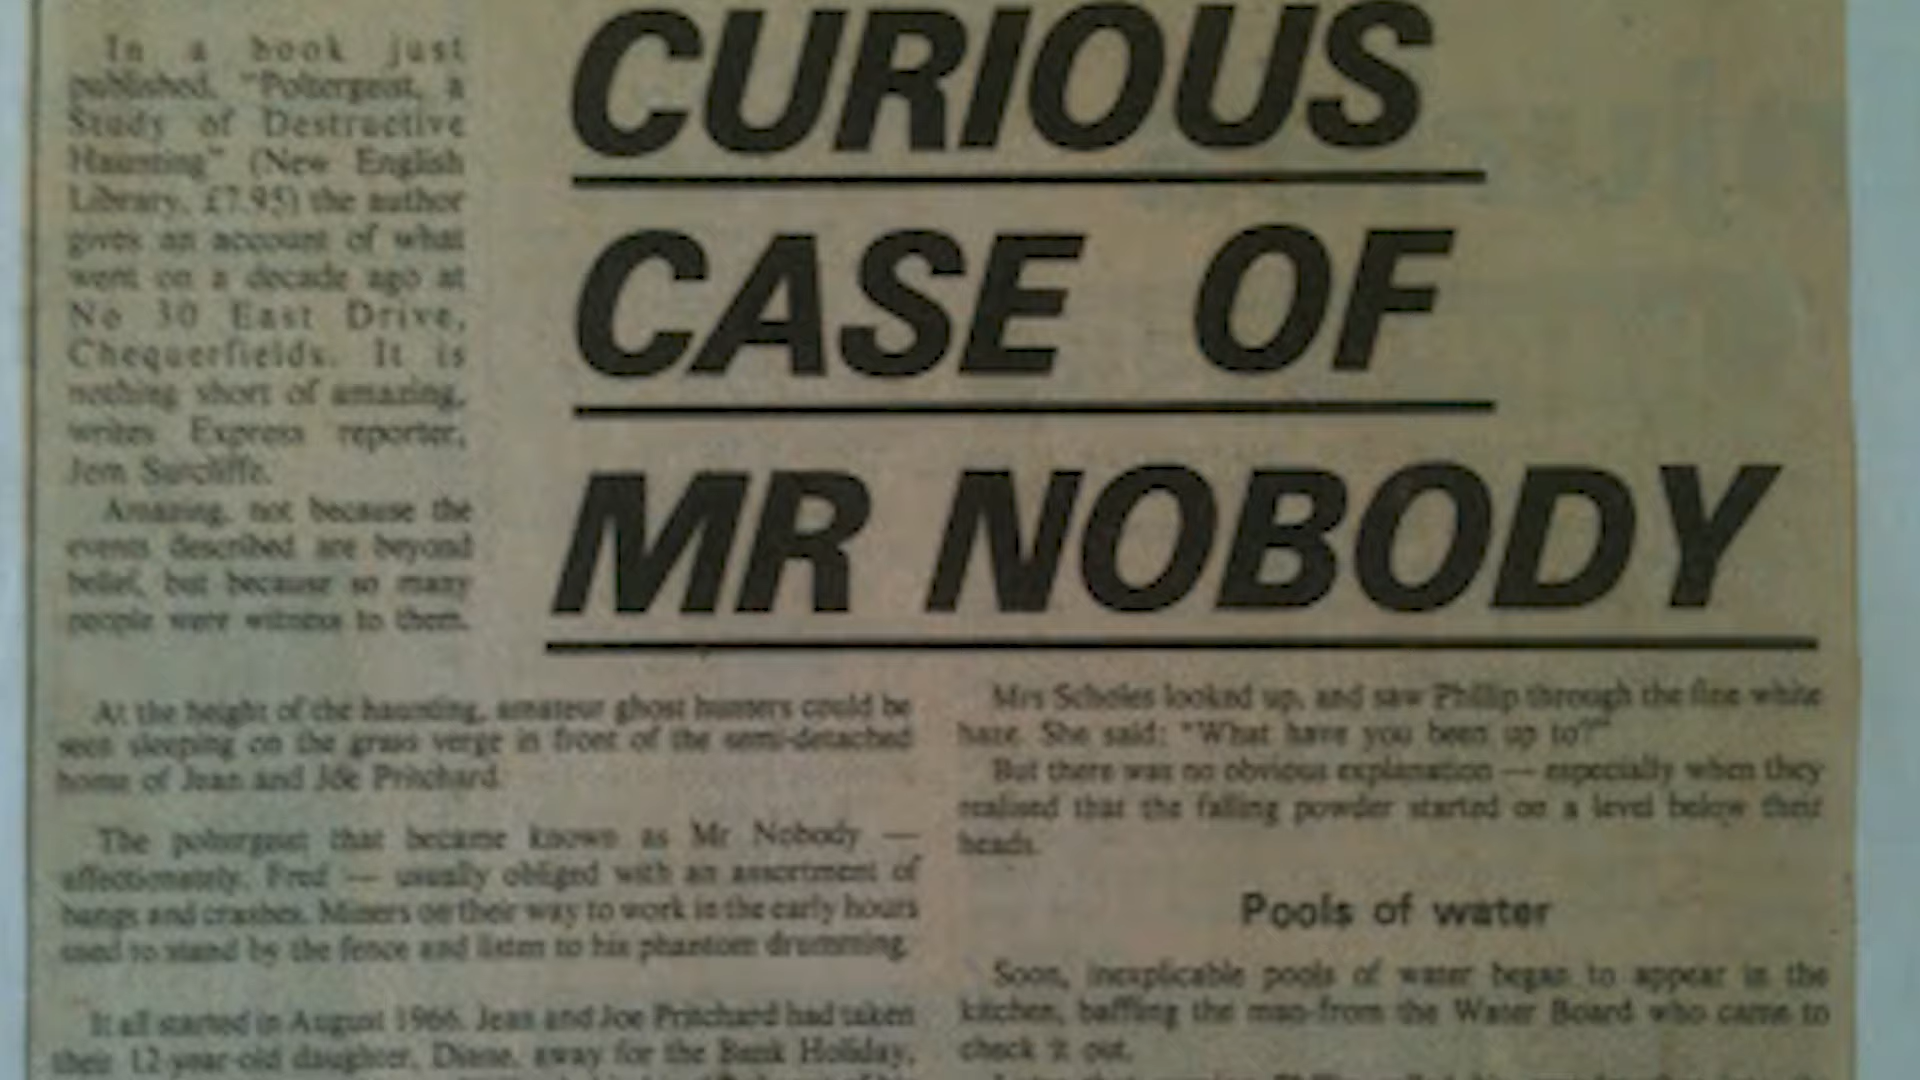 CURIOUS
CASE OF
MR NOBODY
In a book just
published, "Poltergeist, a
Study of Destructive
Haunting" (New English
Library, £7.95) the author
gives an account of what
went on a decade ago at
No 30 East Drive,
Chequerfields. It is
nothing short of amazing,
writes Express reporter,
Jem Sutcliffe.
Amazing, not because the
events described are beyond
belief, but because so many
people were witness to them.
At the height of the haunting, amateur ghost hunters could be
seen sleeping on the grass verge in front of the semi-detached
home of Jean and Joe Pritchard.
The poltergeist that became known as Mr Nobody —
affectionately, Fred — usually obliged with an assortment of
bangs and crashes. Miners on their way to work in the early hours
used to stand by the fence and listen to his phantom drumming.
It all started in August 1966. Jean and Joe Pritchard had taken
their 12-year-old daughter, Diane, away for the Bank Holiday,
Mrs Scholes looked up, and saw Phillip through the fine white
haze. She said: "What have you been up to?"
But there was no obvious explanation — especially when they
realised that the falling powder started on a level below their
heads.
Pools of water
Soon, inexplicable pools of water began to appear in the
kitchen, baffling the man-from the Water Board who came to
check it out.